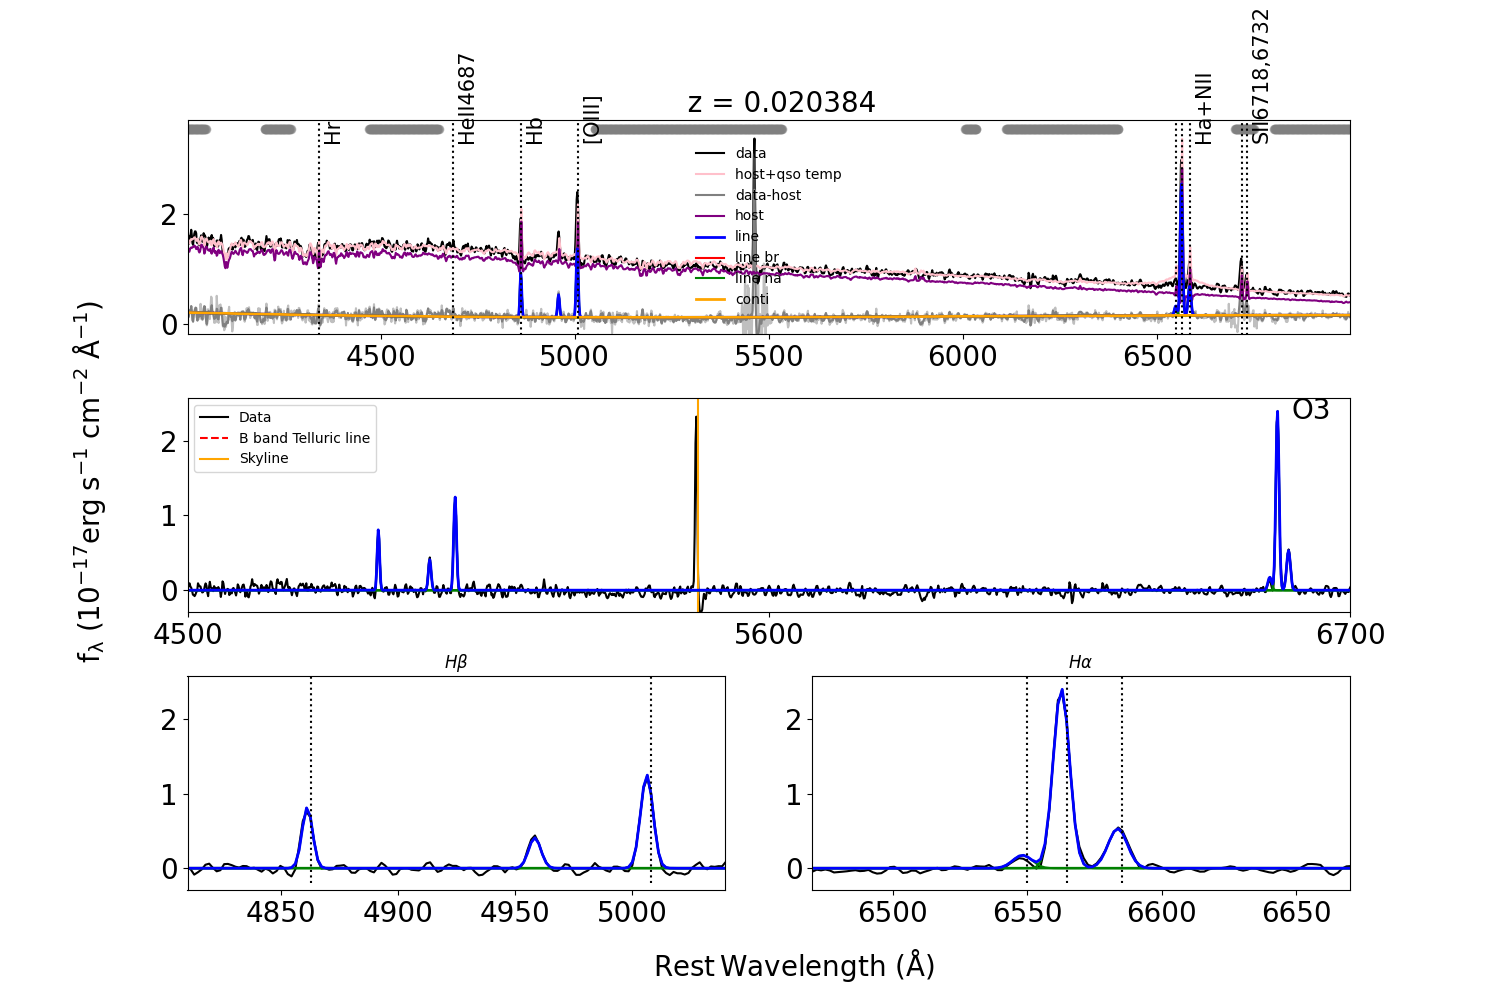 z = 0.020384
Hr
HeII4687
Hb
[OIII]
Ha+NII
SII6718,6732
data
host+qso temp
data-host
host
line
line br
line na
conti
0
2
4500
5000
5500
6000
6500
Data
B band Telluric line
Skyline
O3
0
1
2
4500
5600
6700
fλ (10−17erg s−1 cm−2 Å−1)
Hβ
0
1
2
4850
4900
4950
5000
Hα
0
1
2
6500
6550
6600
6650
Rest Wavelength (Å)